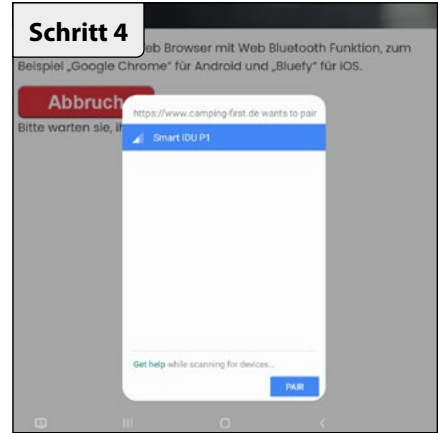 Schritt 4
eb Browser mit Web Bluetooth Funktion, zum
Beispiel „Google Chrome“ für Android und „Bluefy“ für iOS.
Abbruch
Bitte warten sie, i
https://www.camping-first.de wants to pair
Smart IDU P1
Get help while scanning for devices...
PAIR